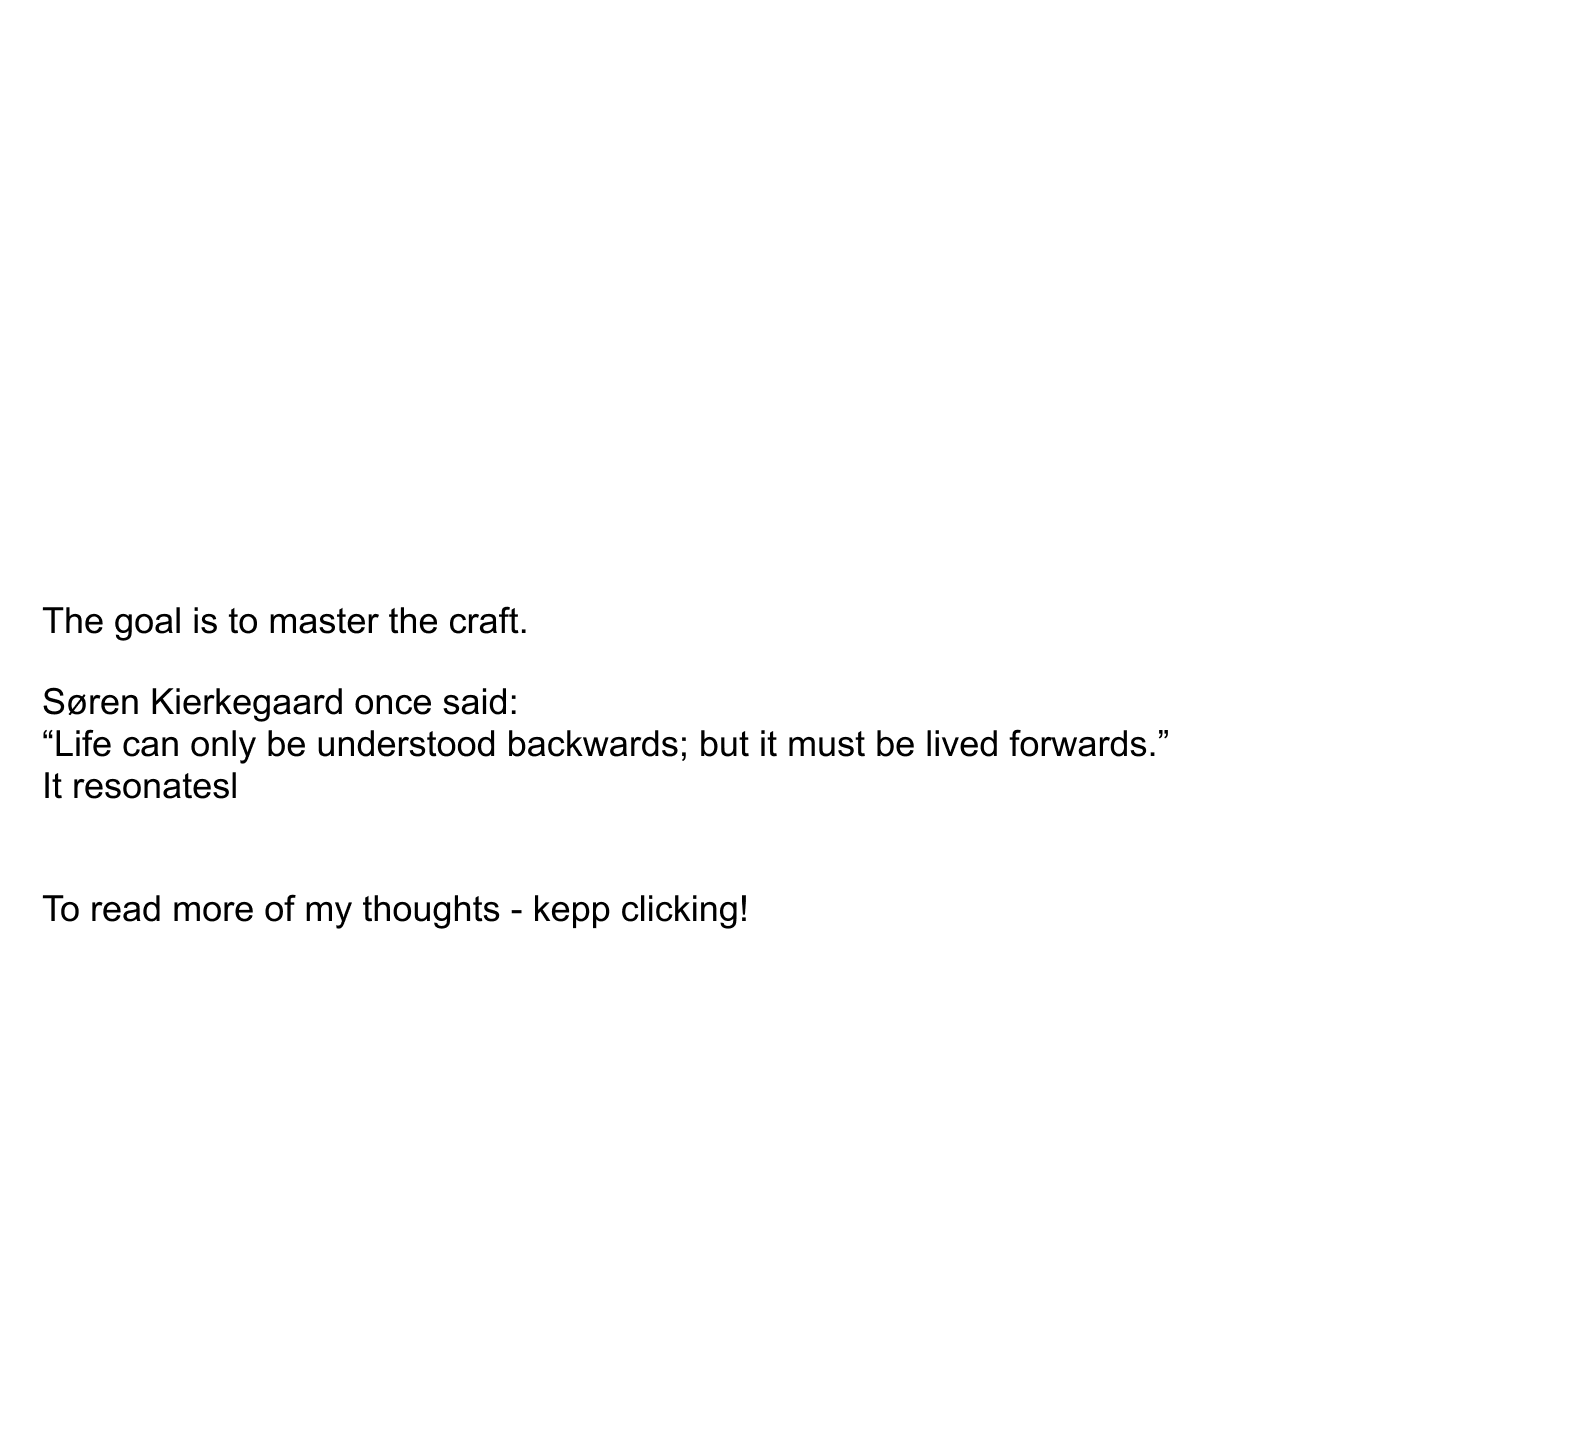 The goal is to master the craft.
Søren Kierkegaard once said:
“Life can only be understood backwards; but it must be lived forwards.”
It resonatesl
To read more of my thoughts - kepp clicking!